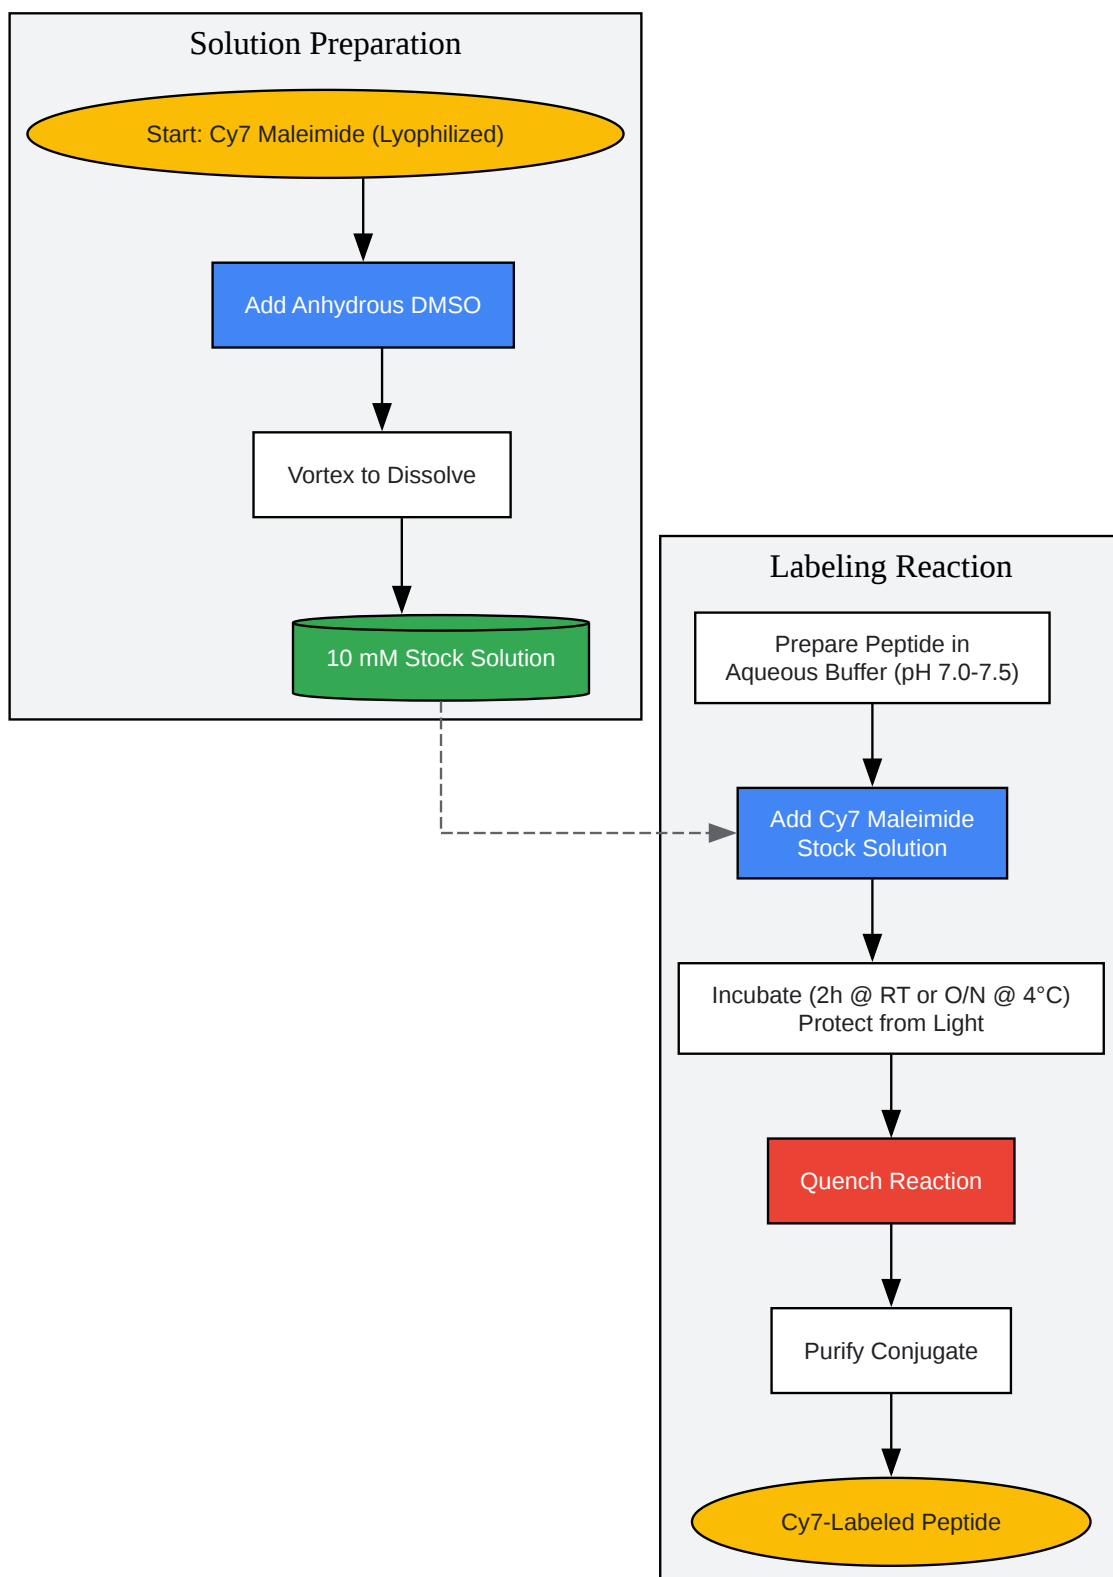 Solution Preparation
Start: Cy7 Maleimide (Lyophilized)
Add Anhydrous DMSO
Vortex to Dissolve
10 mM Stock Solution
Labeling Reaction
Prepare Peptide in
Aqueous Buffer (pH 7.0-7.5)
Add Cy7 Maleimide
Stock Solution
Incubate (2h @ RT or O/N @ 4°C)
Protect from Light
Quench Reaction
Purify Conjugate
Cy7-Labeled Peptide